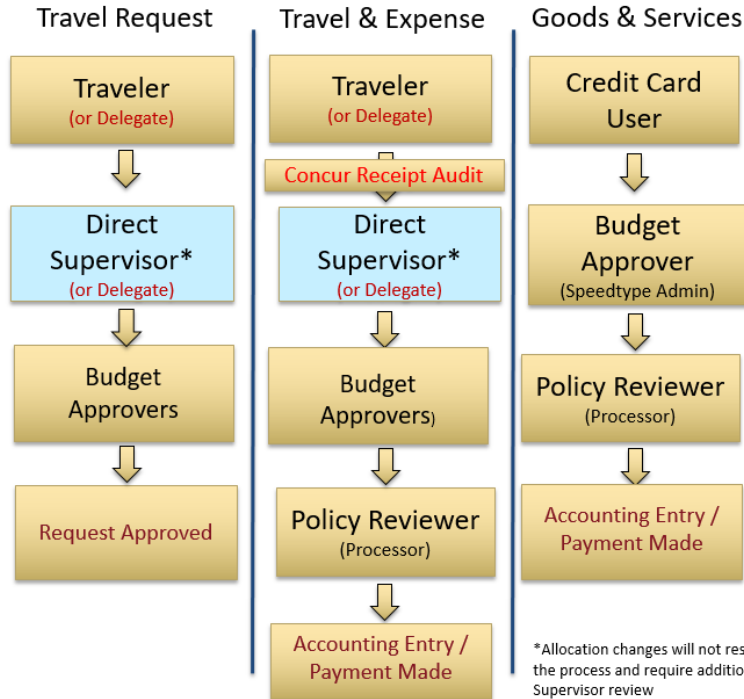 Travel Request
Traveler
(or Delegate)
Direct
Supervisor*
(or Delegate)
Budget
Approvers
Request Approved
Travel & Expense
Traveler
(or Delegate)
Concur Receipt Audit
Direct
Supervisor*
(or Delegate)
Budget
Approvers)
Policy Reviewer
(Processor)
Accounting Entry /
Payment Made
Goods & Services
Credit Card
User
Budget
Approver
(Speedtype Admin)
Policy Reviewer
(Processor)
Accounting Entry /
Payment Made
*Allocation changes will not
the process and require
Supervisor review